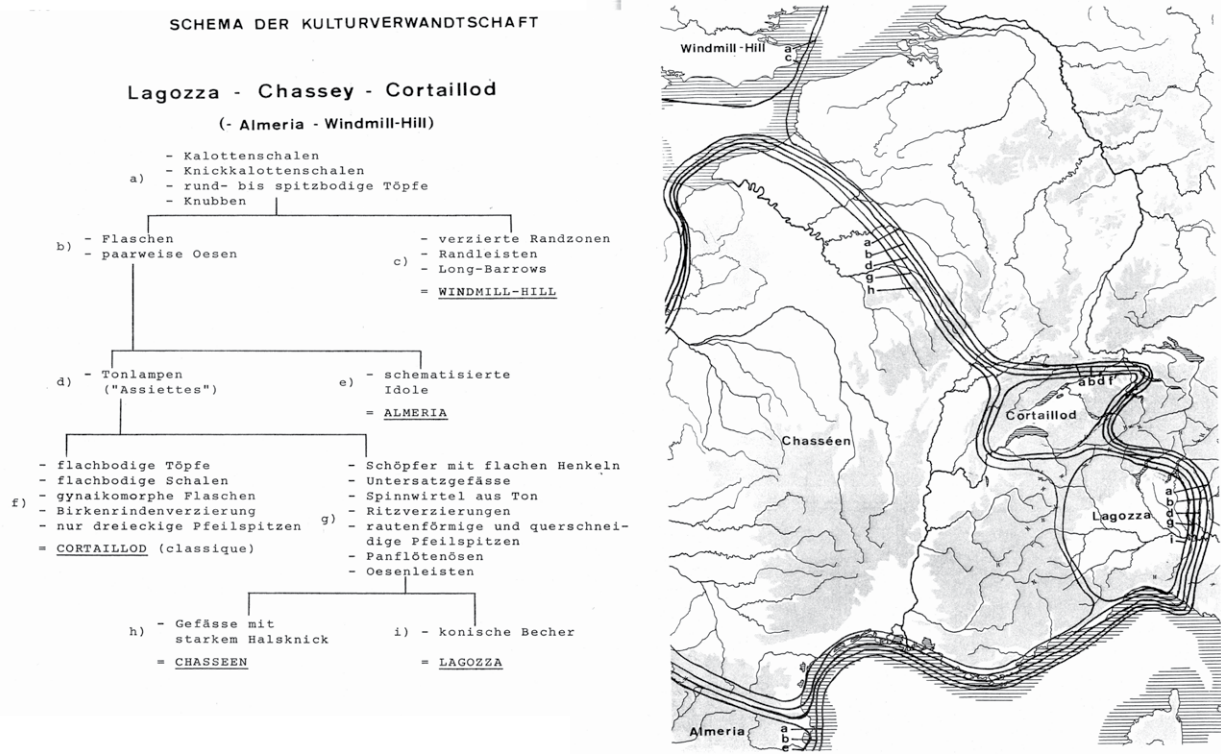 SCHEMA DER KULTURVERWANDTSCHAFT
Lagozza - Chassey - Cortaillod
(- Almeria - Windmill-Hill)
a)
- Kalottenschalen
- Knickkalottenschalen
- rund- bis spitzbodige Töpfe
- Knubben
b)
- Flaschen
- paarweise Oesen
c)
- verzierte Randzonen
- Randleisten
- Long-Barrows
= WINDMILL-HILL
d)
- Tonlampen
("Assiettes")
e)
- schematisierte
Idole
= ALMERIA
f)
- flachbodige Töpfe
- flachbodige Schalen
- gynaikomorphe Flaschen
- Birkenrindenverzierung
- nur dreieckige Pfeilspitzen
= CORTAILLOD (classique)
g)
- Schöpfer mit flachen Henkeln
- Untersatzgefässe
- Spinnwirtel aus Ton
- Ritzverzierungen
- rautenförmige und querschnei-
dige Pfeilspitzen
- Panflötenösen
- Oesenleisten
h)
- Gefässe mit
starkem Halsknick
= CHASSEEN
i)
- konische Becher
= LAGOZZA
Windmill-Hill
a
c
a
b
d
g
h
a b d f
Cortaillod
Chasséen
Lagozza
a
b
d
g
i
Almeria
a
b
e